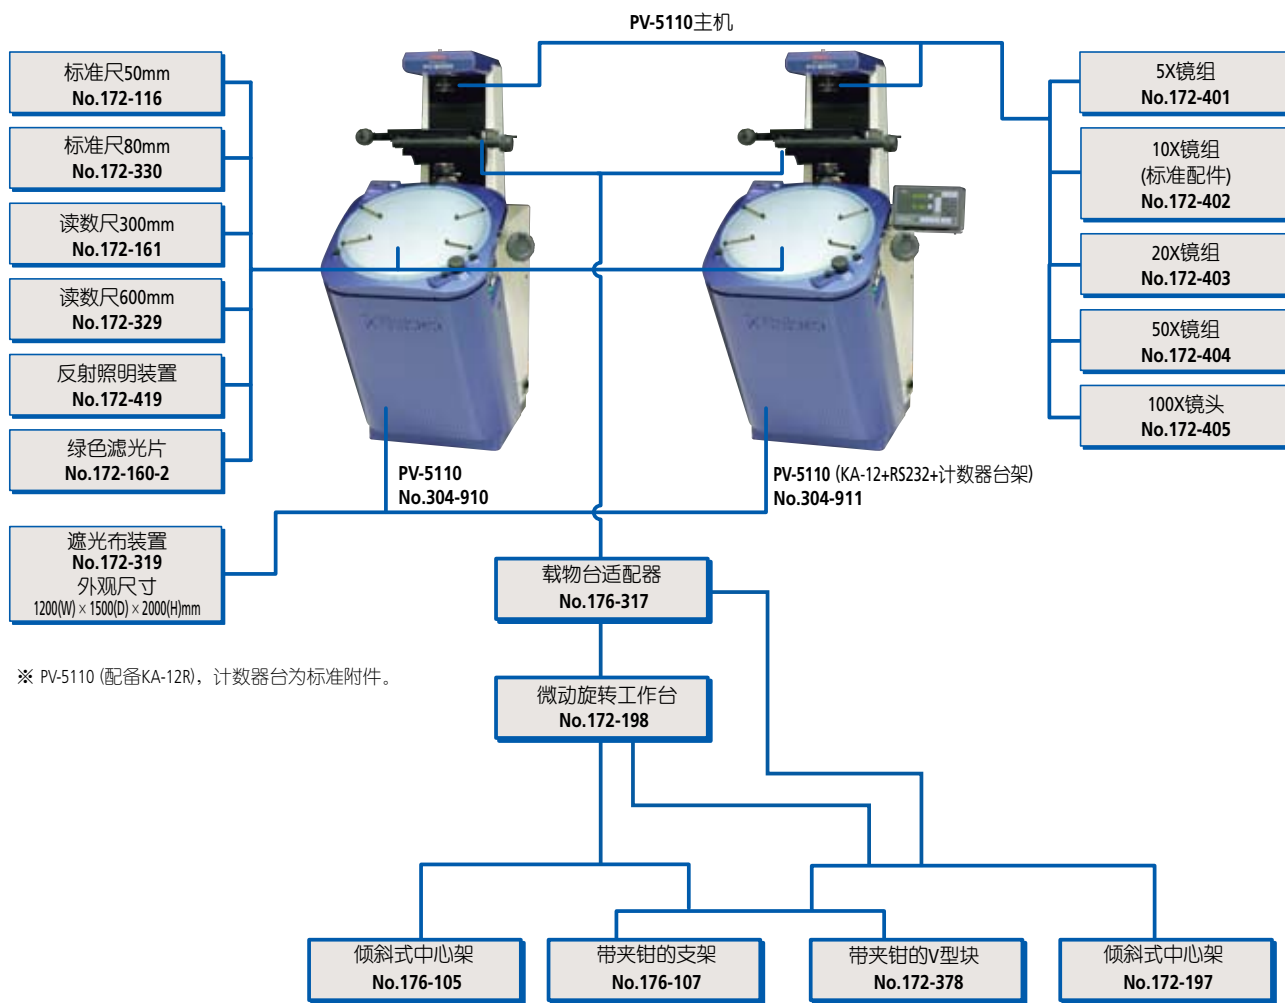 PV-5110主机
标准尺50mm
No.172-116
标准尺80mm
No.172-330
读数尺300mm
No.172-161
读数尺600mm
No.172-329
反射照明装置
No.172-419
绿色滤光片
No.172-160-2
遮光布装置
No.172-319
外观尺寸
1200(W)×1500(D)×2000(H)mm
5X镜组
No.172-401
10X镜组
(标准配件)
No.172-402
20X镜组
No.172-403
50X镜组
No.172-404
100X镜头
No.172-405
PV-5110
No.304-910
PV-5110 (KA-12+RS232+计数器台架)
No.304-911
※ PV-5110 (配备KA-12R)，计数器台为标准附件。
载物台适配器
No.176-317
微动旋转工作台
No.172-198
倾斜式中心架
No.176-105
带夹钳的支架
No.176-107
带夹钳的V型块
No.172-378
倾斜式中心架
No.172-197